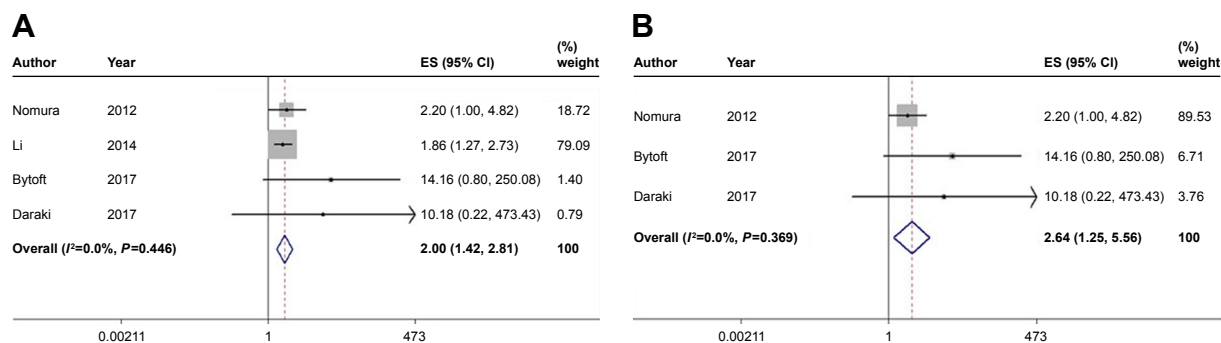 A
(%)
Author Year ES (95% CI) weight
Nomura 2012 2.20 (1.00, 4.82) 18.72
Li 2014 1.86 (1.27, 2.73) 79.09
Bytoft 2017 14.16 (0.80, 250.08) 1.40
Daraki 2017 10.18 (0.22, 473.43) 0.79
Overall (I²=0.0%, P=0.446) 2.00 (1.42, 2.81) 100
0.00211 1 473
B
(%)
Author Year ES (95% CI) weight
Nomura 2012 2.20 (1.00, 4.82) 89.53
Bytoft 2017 14.16 (0.80, 250.08) 6.71
Daraki 2017 10.18 (0.22, 473.43) 3.76
Overall (I²=0.0%, P=0.369) 2.64 (1.25, 5.56) 100
0.00211 1 473